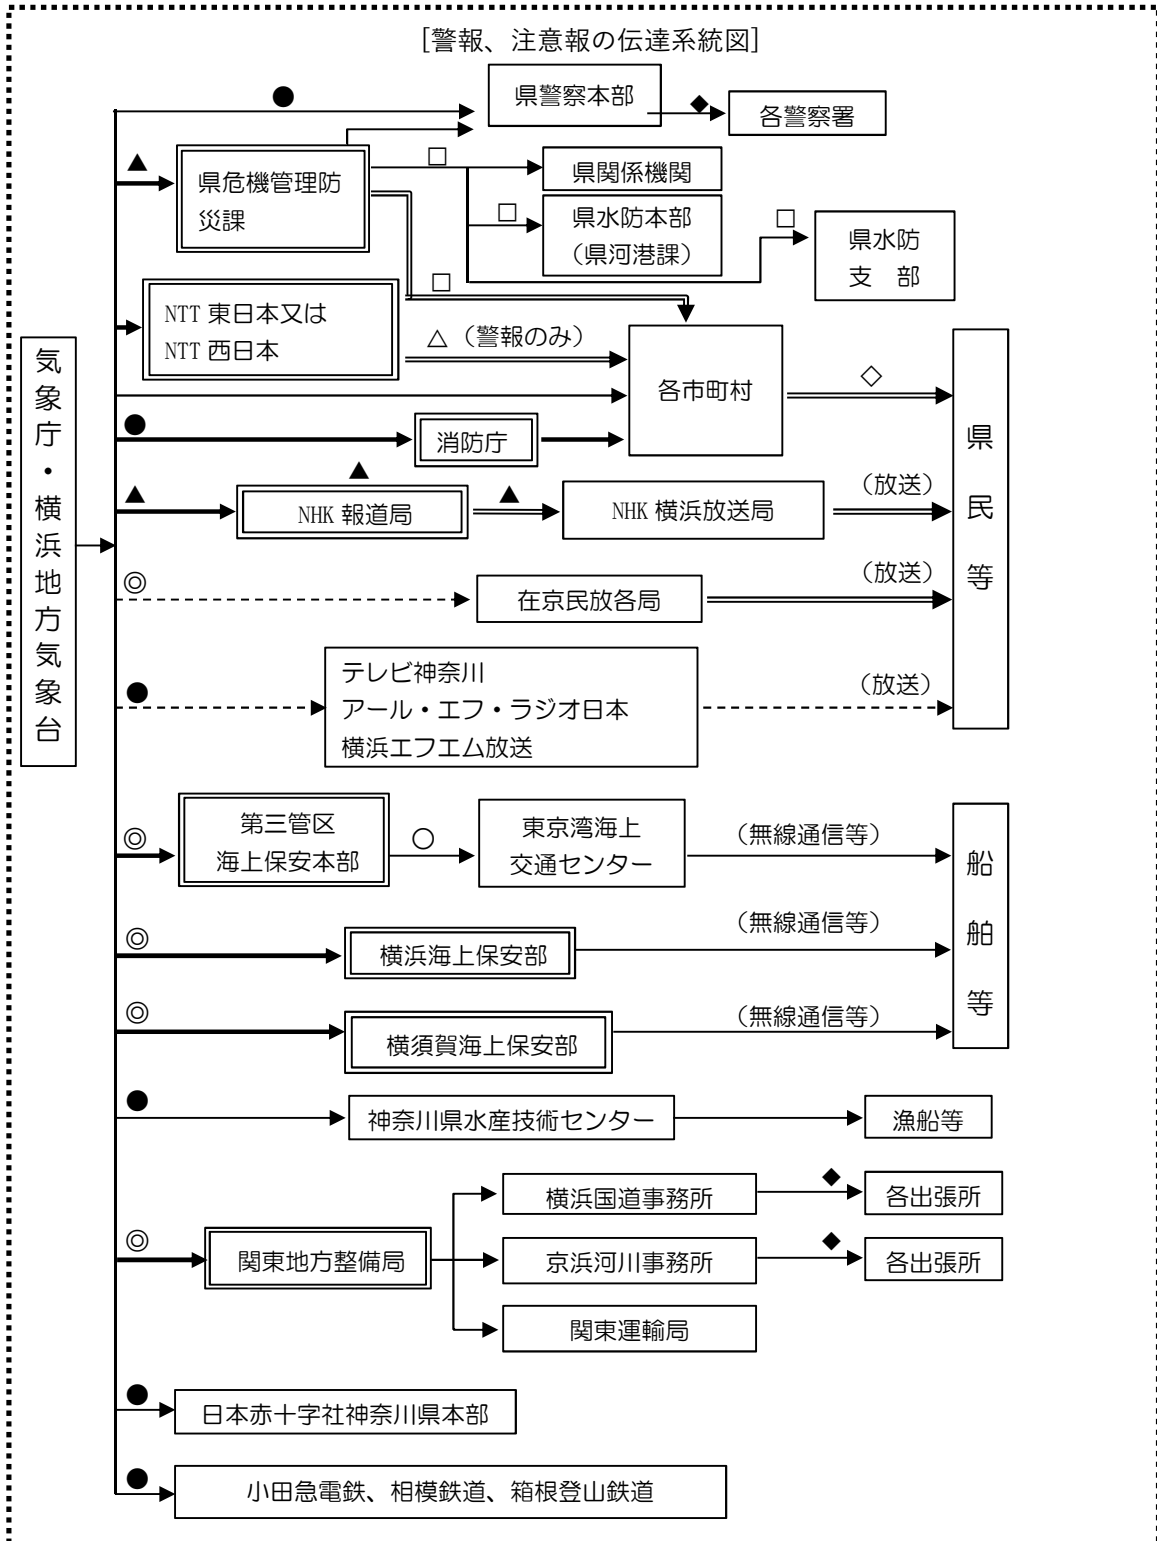 [警報、注意報の伝達系統図]
●
県警察本部
◆
各警察署
▲
県危機管理防
災課
□
県関係機関
□
県水防本部
（県河港課）
□
県水防
支　部
□
NTT 東日本又は
NTT 西日本
△（警報のみ）
各市町村
◇
気象庁・横浜地方気象台
県民等
●
消防庁
▲
▲
NHK 報道局
▲
NHK 横浜放送局
（放送）
◎
在京民放各局
（放送）
●
テレビ神奈川
アール・エフ・ラジオ日本
横浜エフエム放送
（放送）
◎
第三管区
海上保安本部
○
東京湾海上
交通センター
（無線通信等）
船舶等
◎
横浜海上保安部
（無線通信等）
◎
横須賀海上保安部
（無線通信等）
●
神奈川県水産技術センター
漁船等
◎
関東地方整備局
横浜国道事務所
◆
各出張所
京浜河川事務所
◆
各出張所
関東運輸局
●
日本赤十字社神奈川県本部
●
小田急電鉄、相模鉄道、箱根登山鉄道